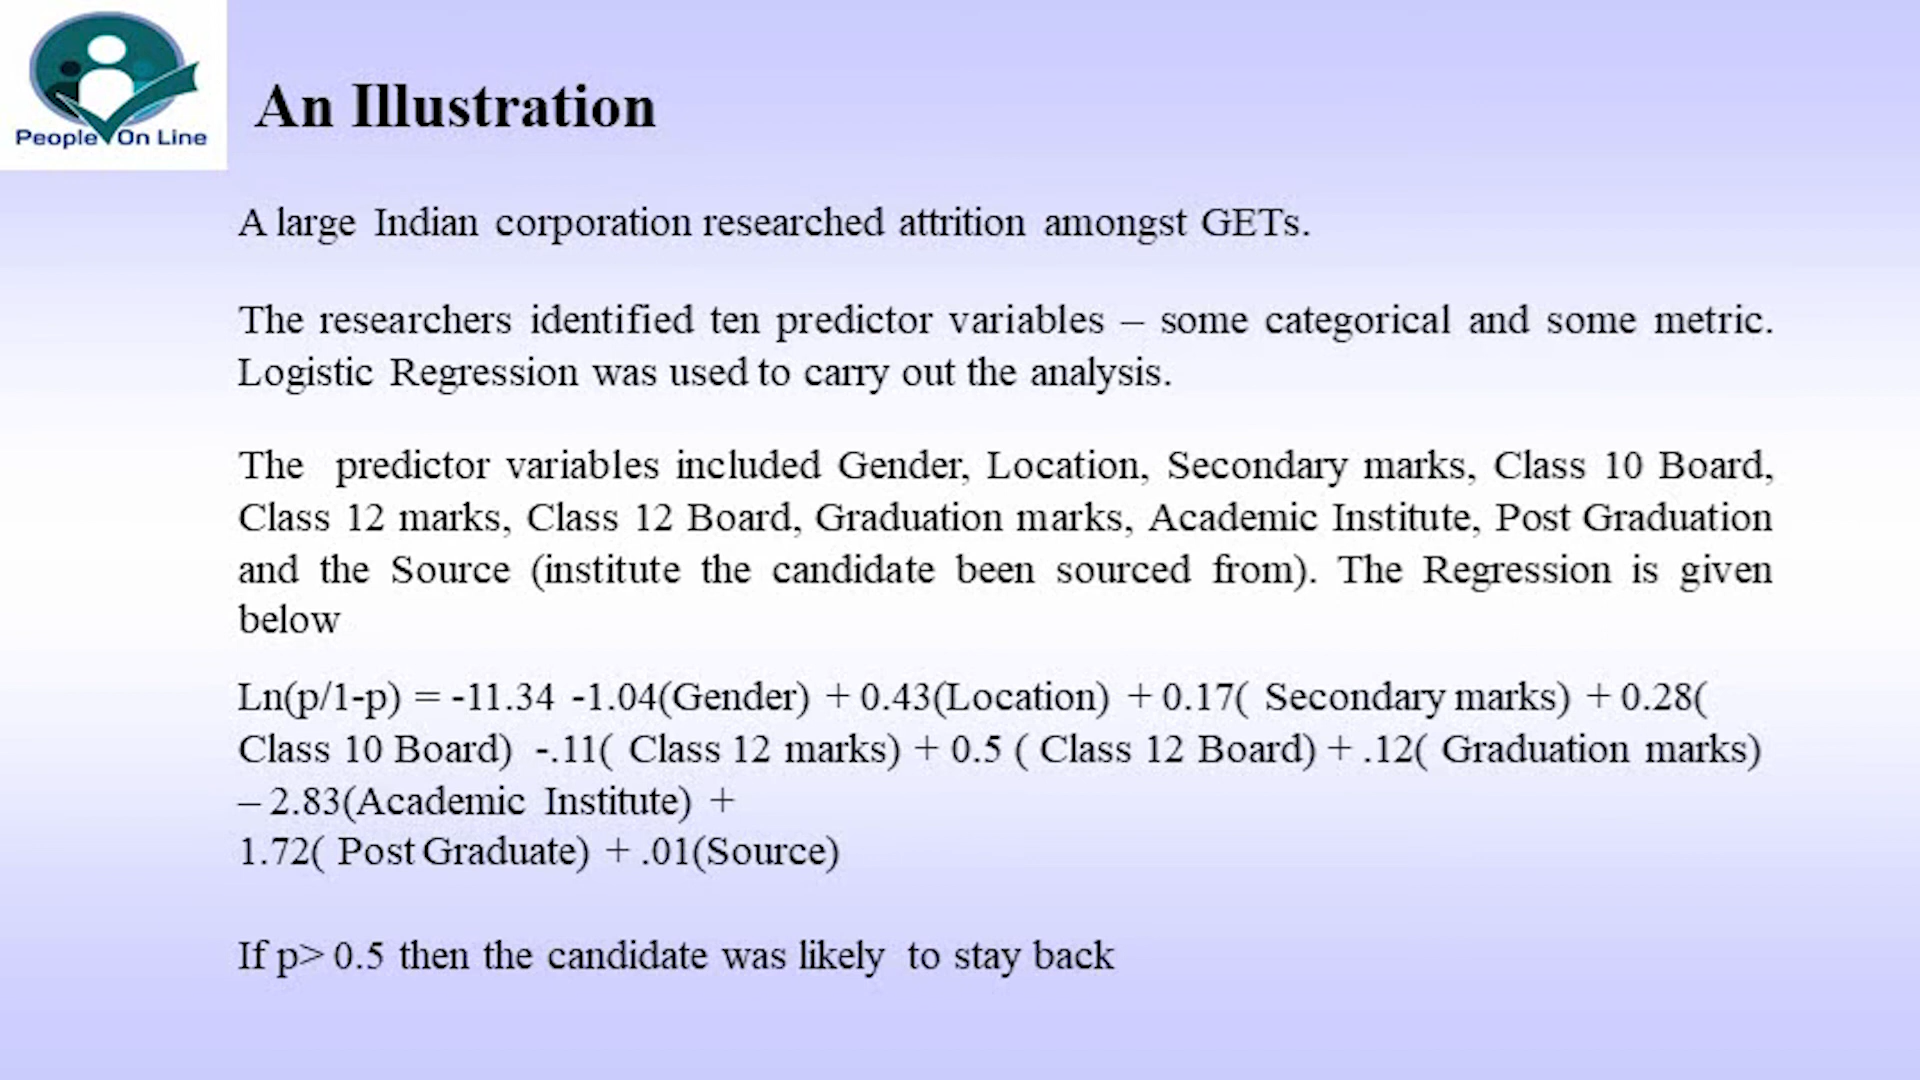 People On Line
An Illustration
A large Indian corporation researched attrition amongst GETs.
The researchers identified ten predictor variables – some categorical and some metric.
Logistic Regression was used to carry out the analysis.
The predictor variables included Gender, Location, Secondary marks, Class 10 Board,
Class 12 marks, Class 12 Board, Graduation marks, Academic Institute, Post Graduation
and the Source (institute the candidate been sourced from). The Regression is given
below
Ln(p/1-p) = -11.34 -1.04(Gender) + 0.43(Location) + 0.17( Secondary marks) + 0.28(
Class 10 Board) -.11( Class 12 marks) + 0.5 ( Class 12 Board) + .12( Graduation marks)
– 2.83(Academic Institute) +
1.72( Post Graduate) + .01(Source)
If p> 0.5 then the candidate was likely to stay back